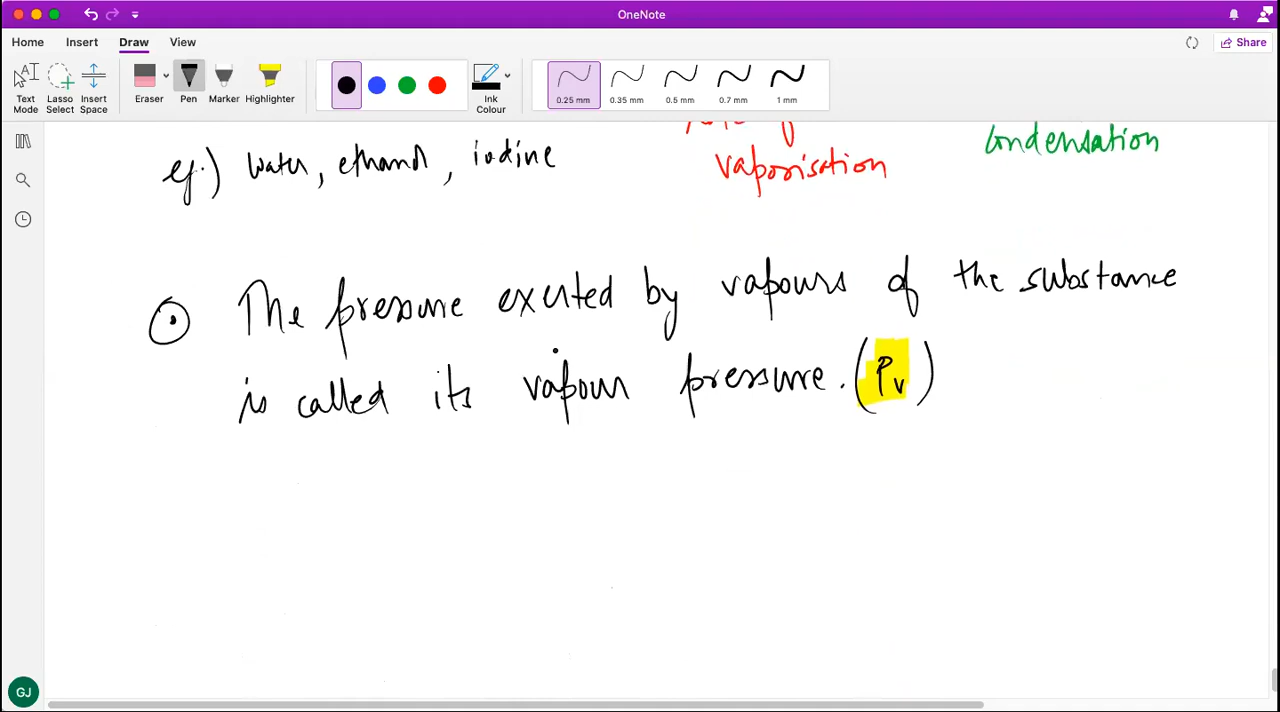 OneNote
Home Insert Draw View
Share
Text Mode
Lasso Select
Insert Space
Eraser
Pen
Marker
Highlighter
Ink Colour
0.25 mm
0.35 mm
0.5 mm
0.7 mm
1 mm
condensation
eg.) water, ethanol, iodine
vaporisation
The pressure exerted by vapours of the substance
is called its vapour pressure. (Pv)
GJ